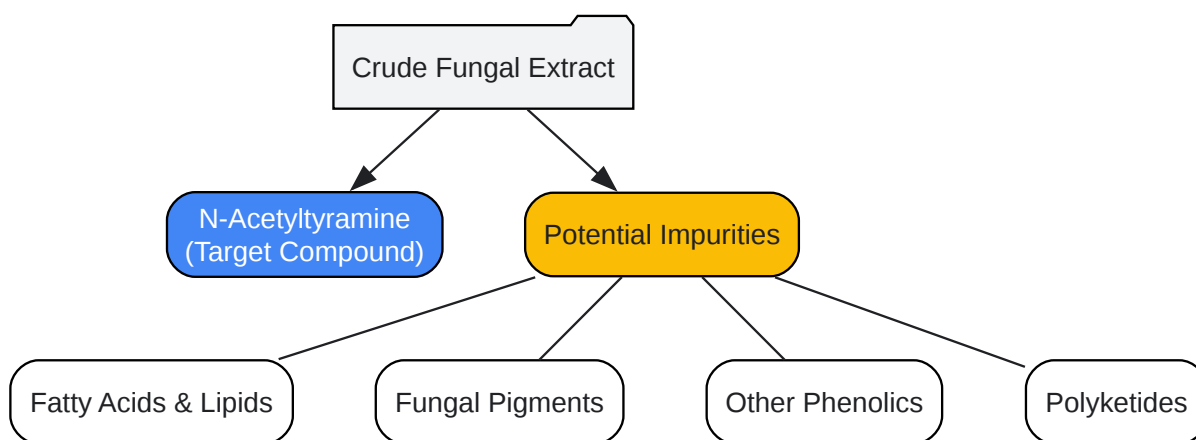 Crude Fungal Extract
N-Acetyltyramine
(Target Compound)
Potential Impurities
Fatty Acids & Lipids
Fungal Pigments
Other Phenolics
Polyketides